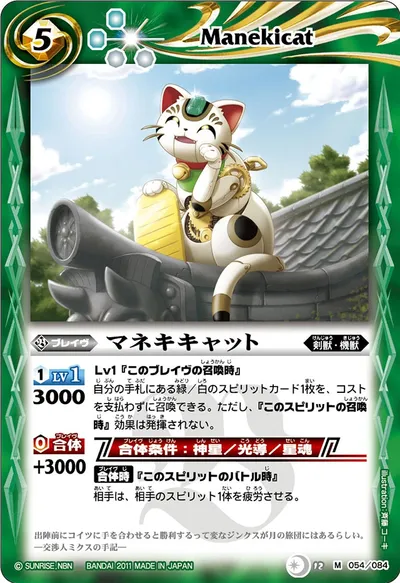 5
Manekicat
ブレイヴ マネキキャット 剣獣・機獣
けんじゅう きじゅう
1 LV1 3000
Lv1『このブレイヴの召喚時』
自分の手札にある緑／白のスピリットカード1枚を、コスト
を支払わずに召喚できる。ただし、『このスピリットの召喚
時』効果は発揮されない。
合体 +3000
合体条件：神星／光導／星魂
合体時『このスピリットのバトル時』
相手は、相手のスピリット1体を疲労させる。
出陣前にコイツに手を合わせると勝利するって変なジンクスが月の旅団にはあるらしい。
―交渉人ミクスの手記―
© SUNRISE, NBN BANDAI 2011 MADE IN JAPAN
12 M 054/084